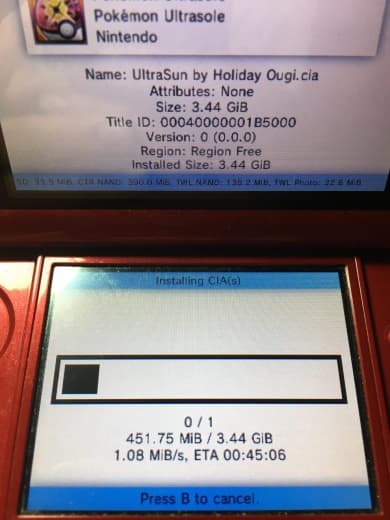 Pokémon Ultrasole
Nintendo
Name: UltraSun by Holiday Ougi.cia
Attributes: None
Size: 3.44 GiB
Title ID: 00040000001B5000
Version: 0 (0.0.0)
Region: Region Free
Installed Size: 3.44 GiB
MiB, CTR NAND: 390.0 MiB, TWL NAND: 135.2 MiB, TWL Photo: 22.6 MiB
Installing CIA(s)
0 / 1
451.75 MiB / 3.44 GiB
1.08 MiB/s, ETA 00:45:06
Press B to cancel.